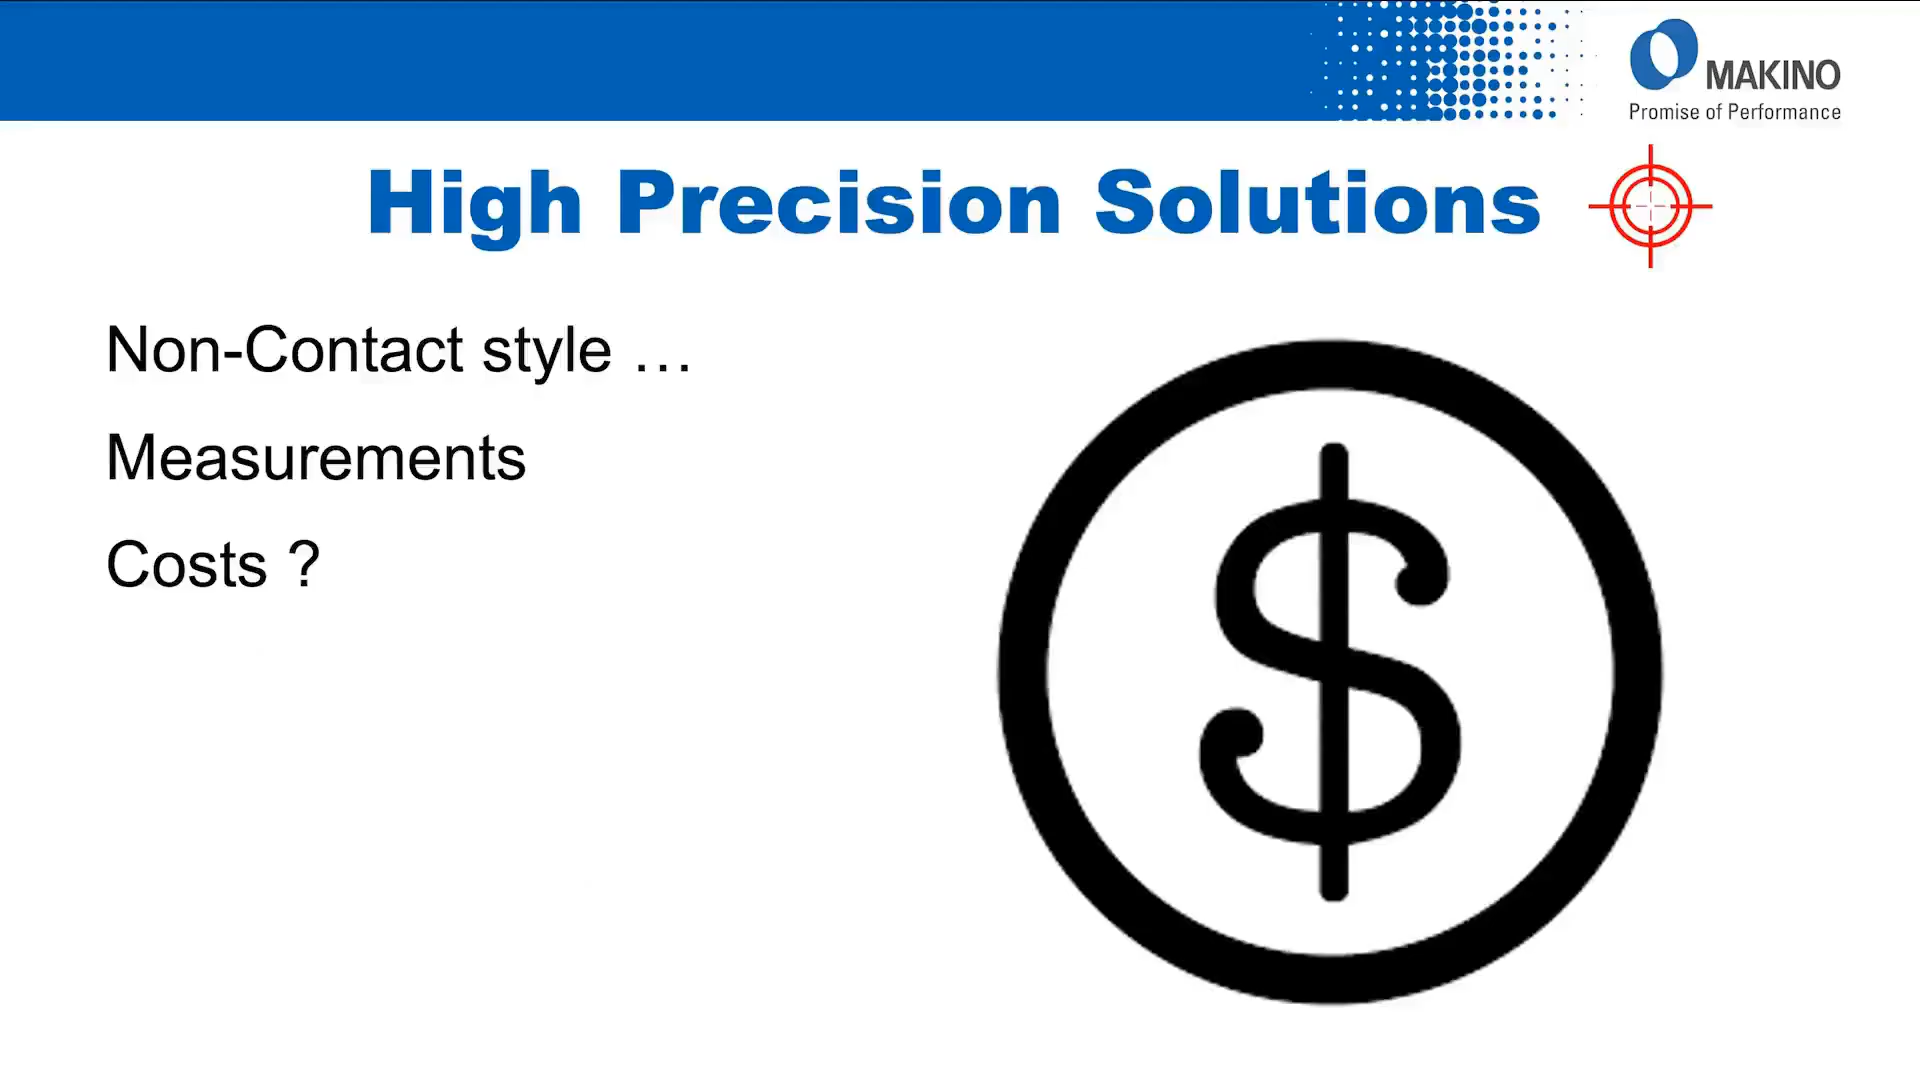 MAKINO
Promise of Performance
High Precision Solutions
Non-Contact style …
Measurements
Costs ?
$